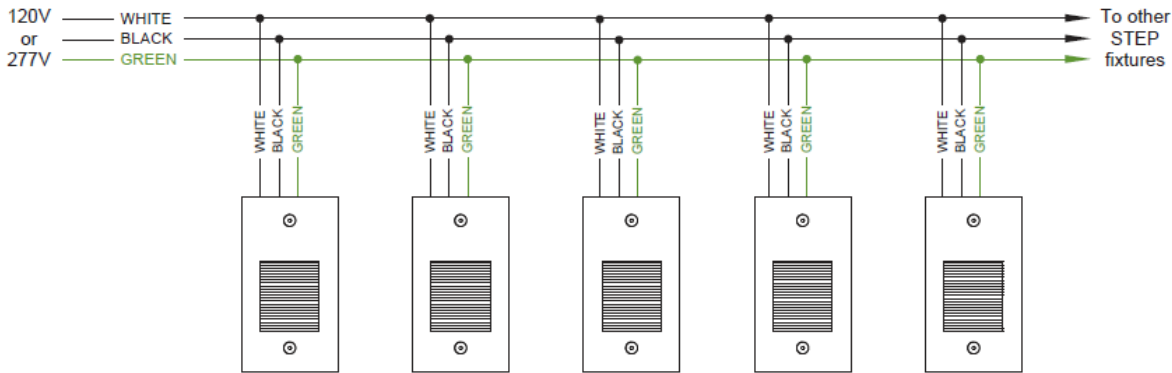 120V
or
277V
WHITE
BLACK
GREEN
To other
STEP
fixtures
WHITE
BLACK
GREEN
WHITE
BLACK
GREEN
WHITE
BLACK
GREEN
WHITE
BLACK
GREEN
WHITE
BLACK
GREEN